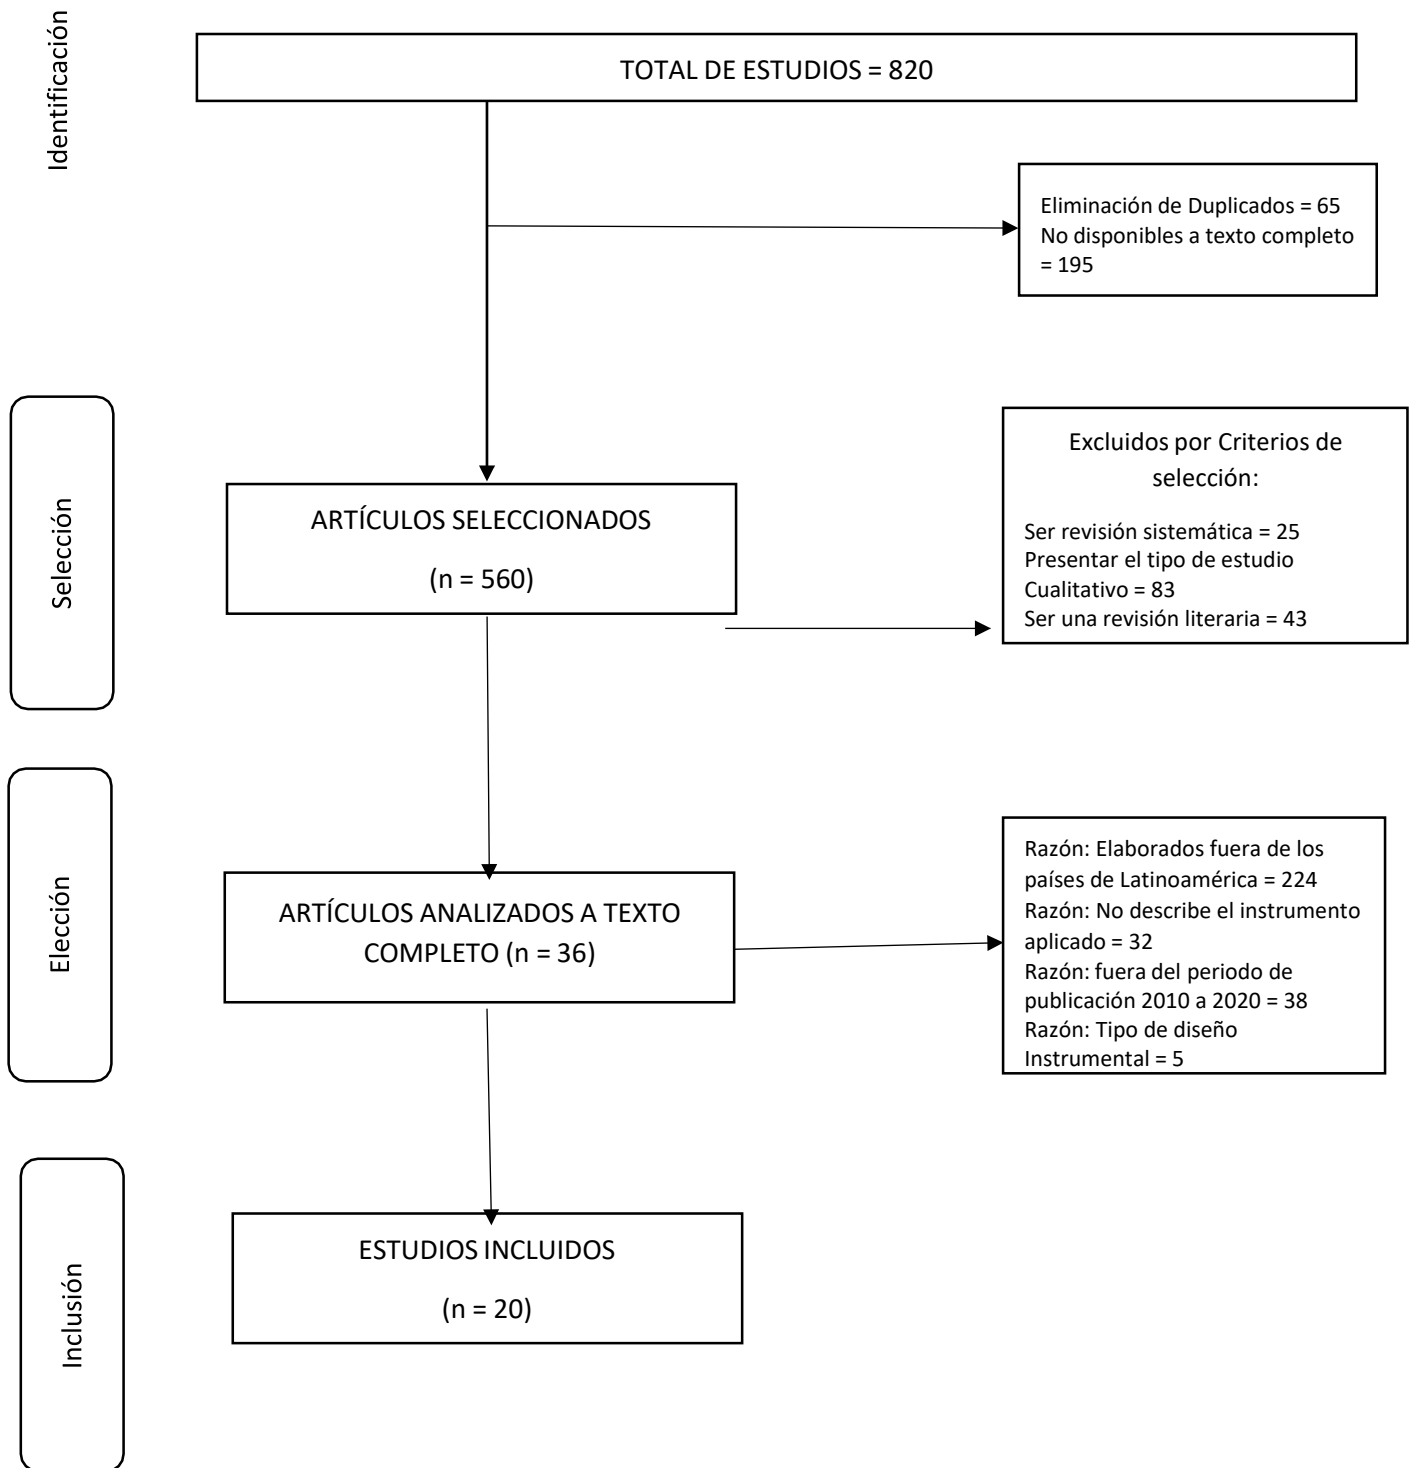 Identificación
TOTAL DE ESTUDIOS = 820
Eliminación de Duplicados = 65
No disponibles a texto completo
= 195
Selección
ARTÍCULOS SELECCIONADOS
(n = 560)
Excluidos por Criterios de
selección:
Ser revisión sistemática = 25
Presentar el tipo de estudio
Cualitativo = 83
Ser una revisión literaria = 43
Elección
ARTÍCULOS ANALIZADOS A TEXTO
COMPLETO (n = 36)
Razón: Elaborados fuera de los
países de Latinoamérica = 224
Razón: No describe el instrumento
aplicado = 32
Razón: fuera del periodo de
publicación 2010 a 2020 = 38
Razón: Tipo de diseño
Instrumental = 5
Inclusión
ESTUDIOS INCLUIDOS
(n = 20)